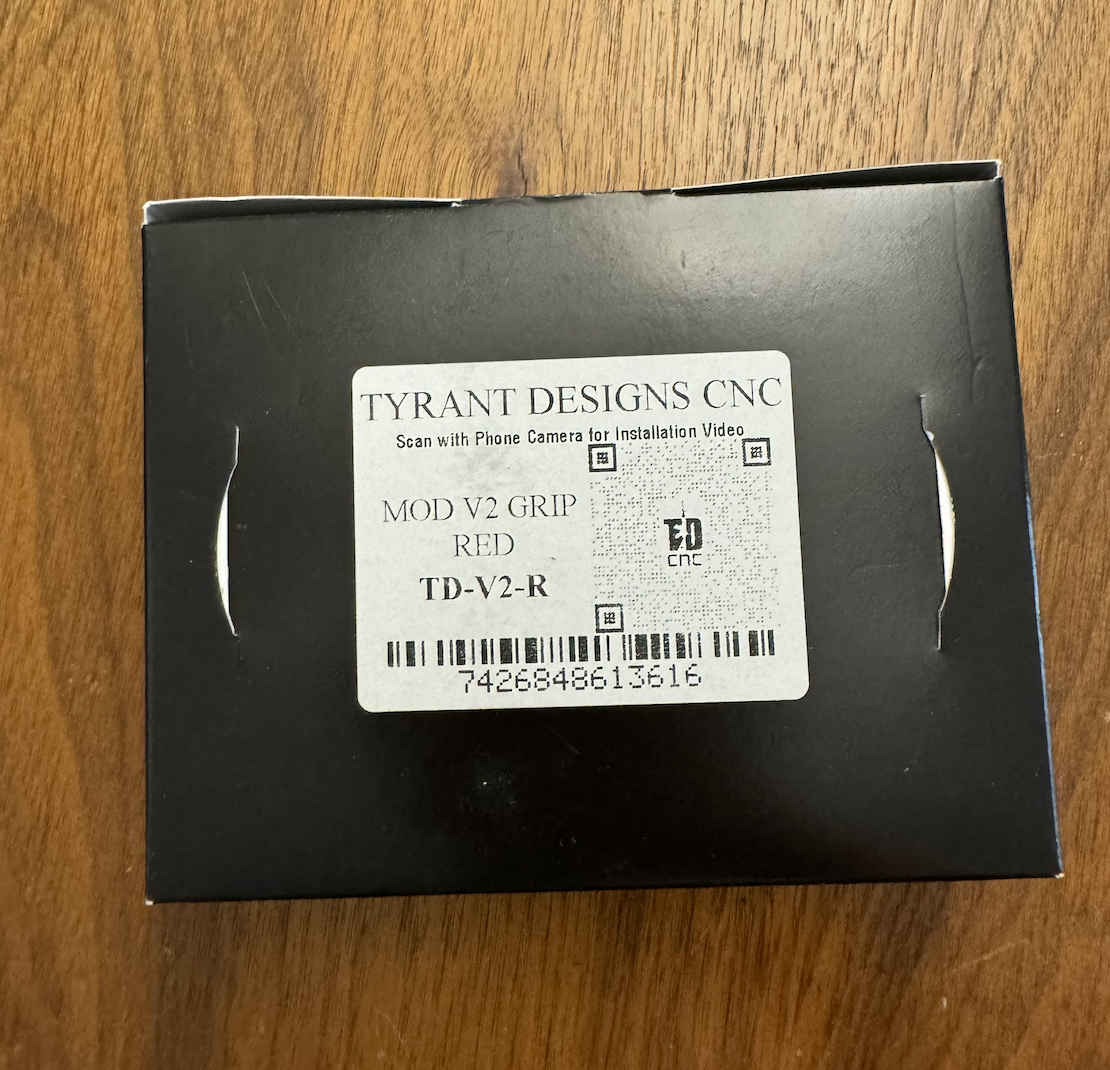 TYRANT DESIGNS CNC
Scan with Phone Camera for Installation Video
MOD V2 GRIP
RED
TD-V2-R
TD
CNC
7426848613616